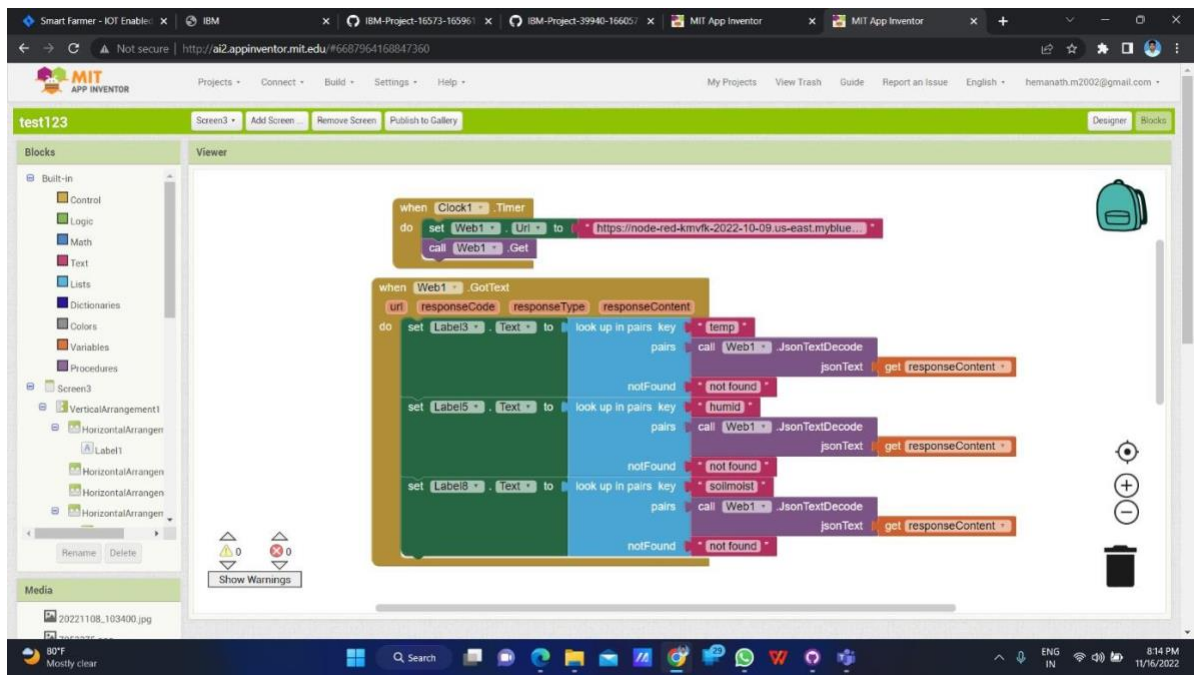 Smart Farmer - IOT Enabled
IBM
IBM-Project-16573-165961
IBM-Project-39940-166057
MIT App Inventor
MIT App Inventor
Not secure | http://ai2.appinventor.mit.edu/#6687964168847360
MIT
APP INVENTOR
Projects Connect Build Settings Help My Projects View Trash Guide Report an Issue English hemanath.m2002@gmail.com
test123 Screen3 Add Screen ... Remove Screen Publish to Gallery Designer Blocks
Blocks
Viewer
Built-in
Control
Logic
Math
Text
Lists
Dictionaries
Colors
Variables
Procedures
Screen3
VerticalArrangement1
HorizontalArrangem
Label1
HorizontalArrangem
HorizontalArrangem
HorizontalArrangem
Rename Delete
Media
20221108_103400.jpg
when Clock1 .Timer
do set Web1 . Url to " https://node-red-kmvfk-2022-10-09.us-east.myblue... "
call Web1 .Get
when Web1 .GotText
url responseCode responseType responseContent
do set Label3 . Text to look up in pairs key " temp "
pairs call Web1 .JsonTextDecode
jsonText get responseContent
notFound " not found "
set Label5 . Text to look up in pairs key " humid "
pairs call Web1 .JsonTextDecode
jsonText get responseContent
notFound " not found "
set Label8 . Text to look up in pairs key " soilmoist "
pairs call Web1 .JsonTextDecode
jsonText get responseContent
notFound " not found "
0 0
Show Warnings
80°F
Mostly clear
Search
23
ENG
IN
8:14 PM
11/16/2022